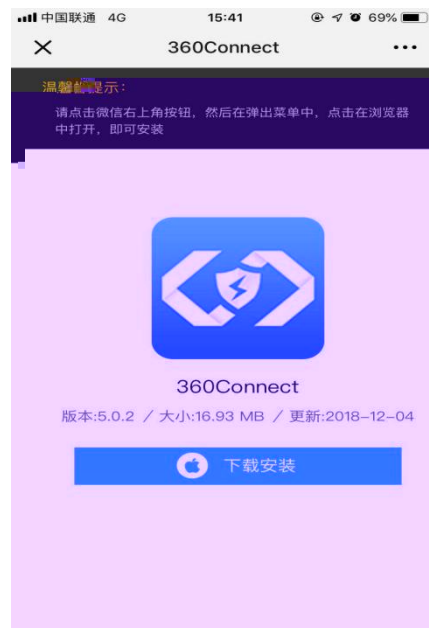 中国联通 4G 15:41 69%
360Connect
温馨提示：
请点击微信右上角按钮，然后在弹出菜单中，点击在浏览器
中打开，即可安装
360Connect
版本:5.0.2 / 大小:16.93 MB / 更新:2018-12-04
下载安装